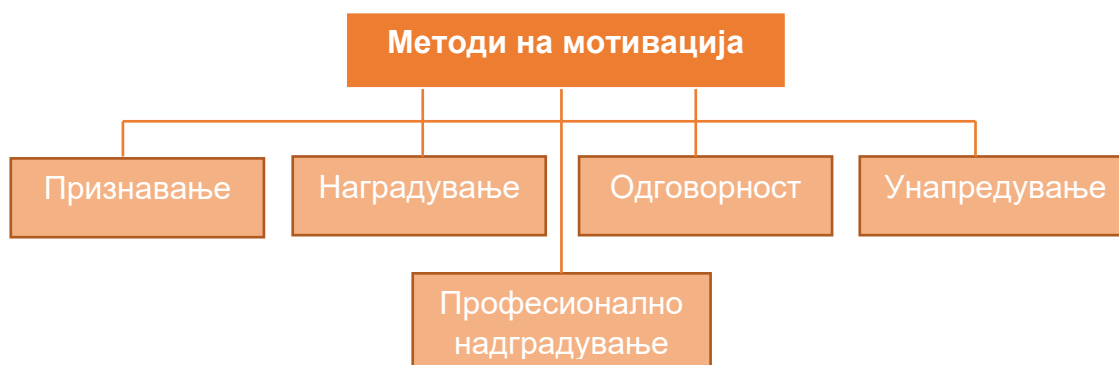 Методи на мотивација
Признавање
Наградување
Одговорност
Унапредување
Професионално
надградување